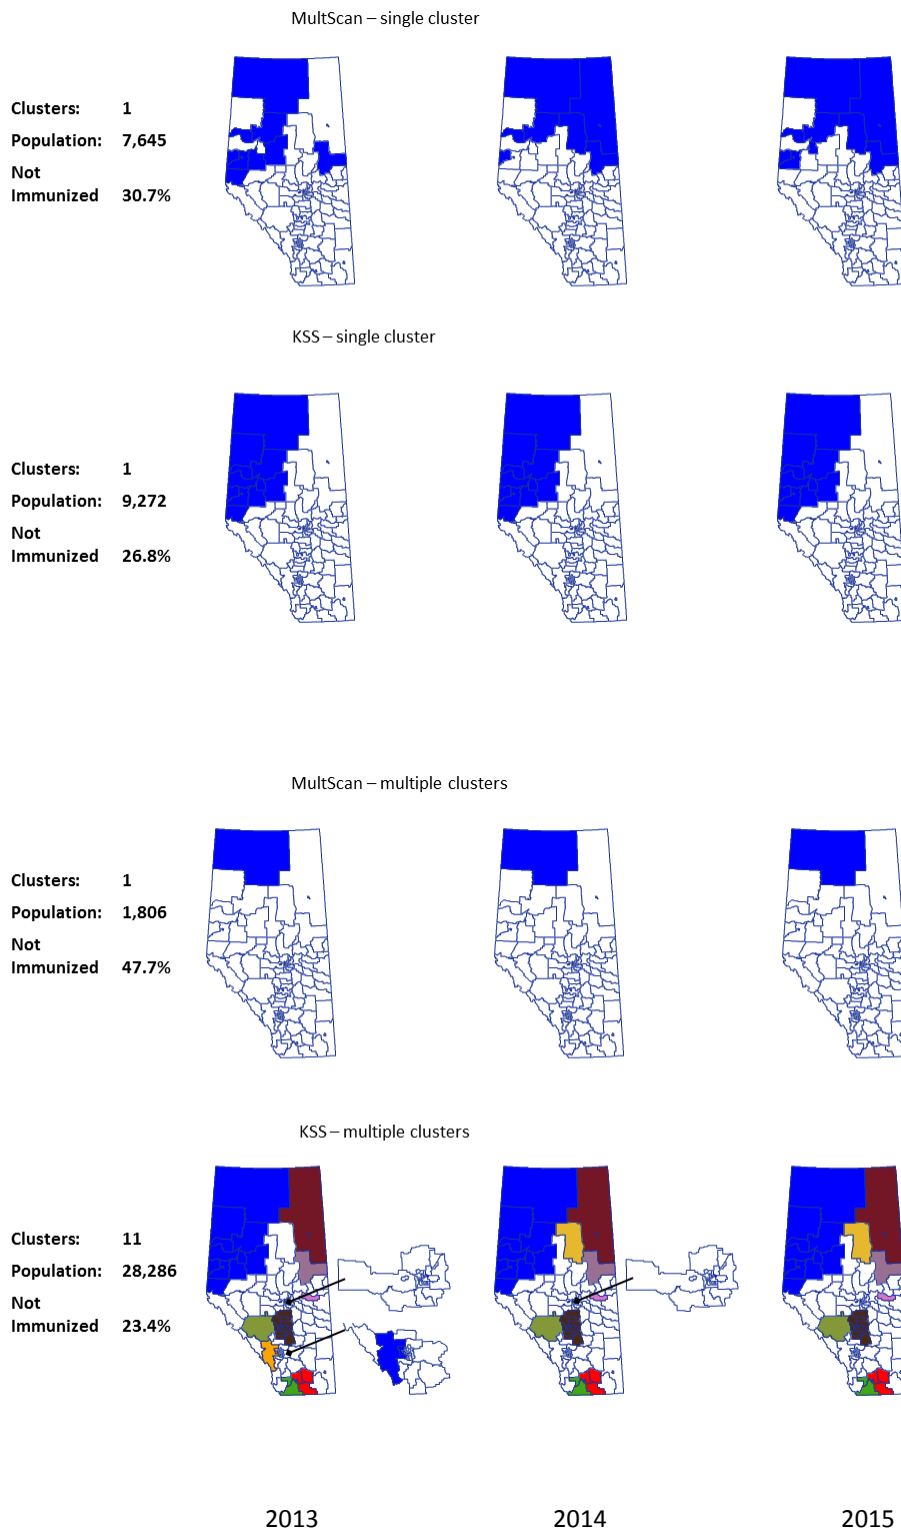 MultScan – single cluster
Clusters: 1
Population: 7,645
Not
Immunized 30.7%
KSS – single cluster
Clusters: 1
Population: 9,272
Not
Immunized 26.8%
MultScan – multiple clusters
Clusters: 1
Population: 1,806
Not
Immunized 47.7%
KSS – multiple clusters
Clusters: 11
Population: 28,286
Not
Immunized 23.4%
2013 2014 2015